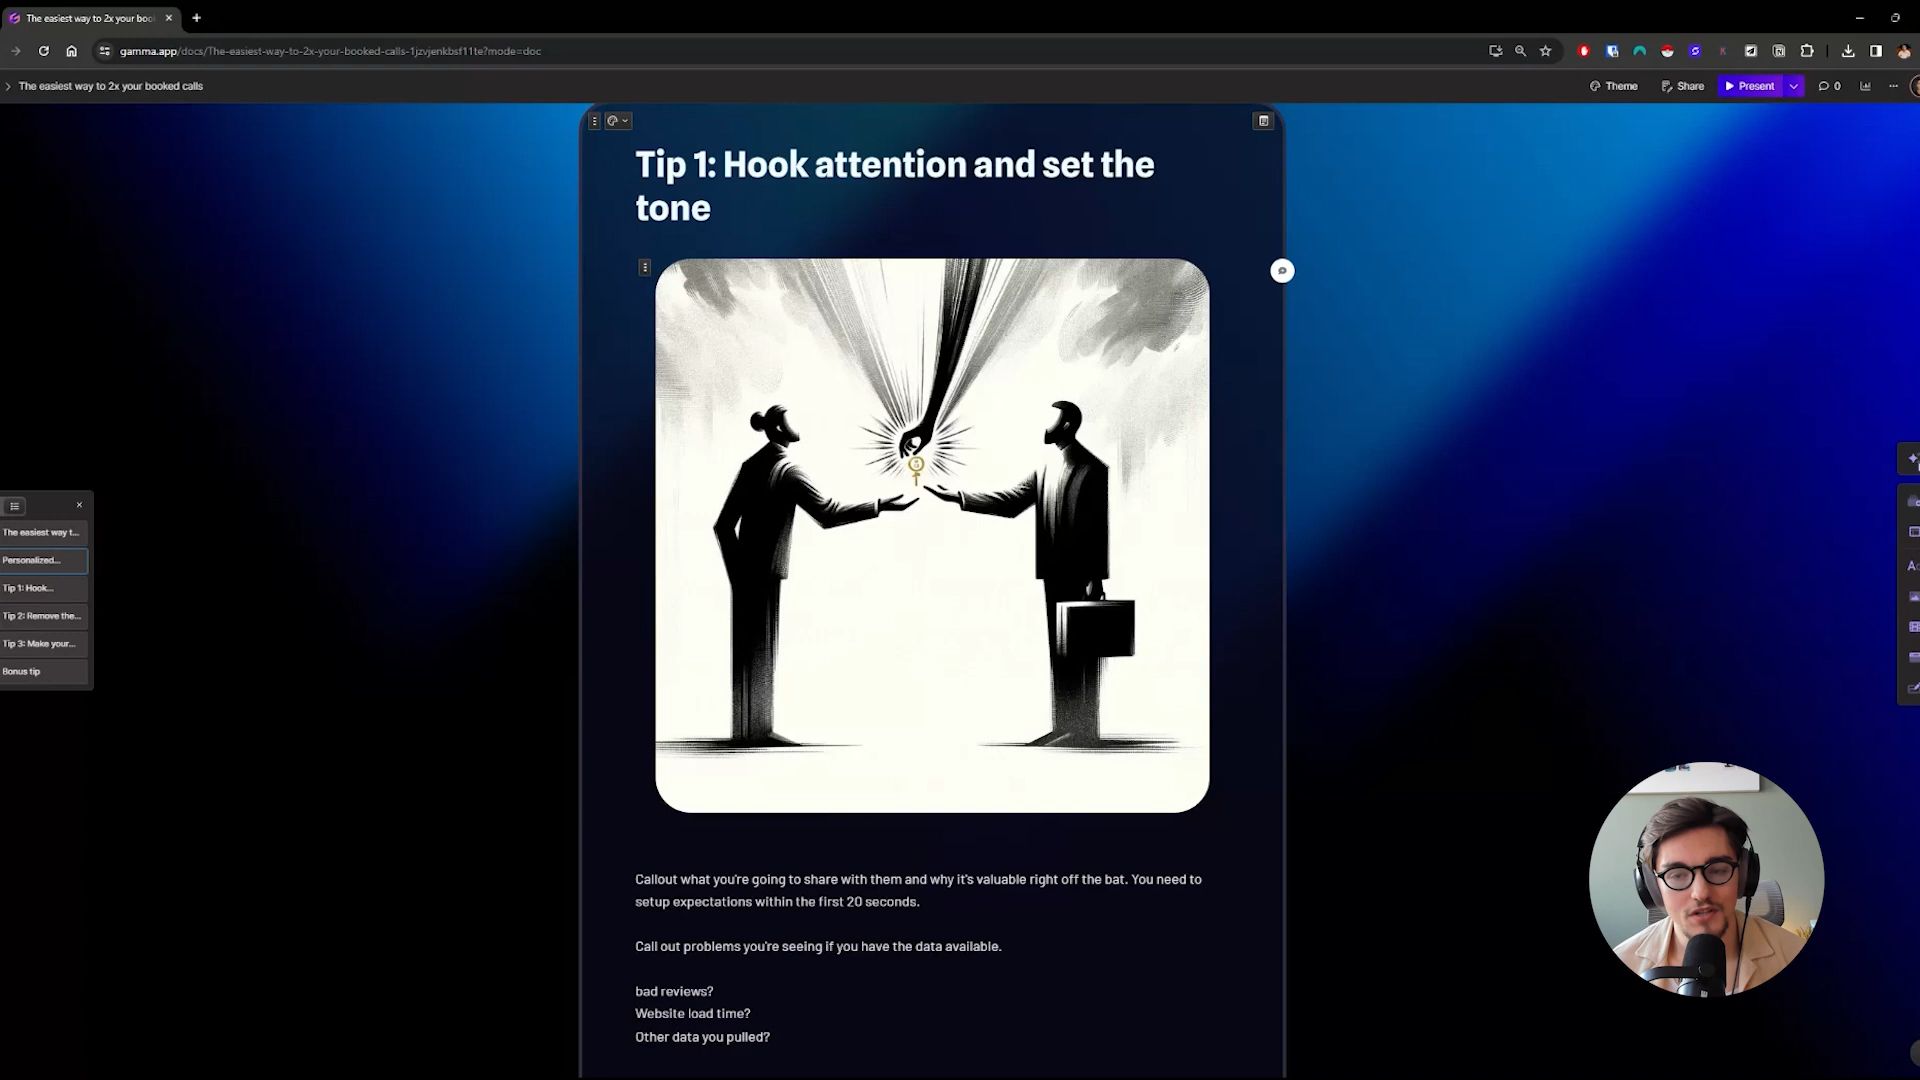 The easiest way to 2x your boo
gamma.app/docs/The-easiest-way-to-2x-your-booked-calls-1jzvjenkbsf11te?mode=doc
The easiest way to 2x your booked calls
Theme
Share
Present
0
Tip 1: Hook attention and set the
tone
The easiest way t...
Personalized...
Tip 1: Hook...
Tip 2: Remove the...
Tip 3: Make your...
Bonus tip
Callout what you're going to share with them and why it's valuable right off the bat. You need to
setup expectations within the first 20 seconds.
Call out problems you're seeing if you have the data available.
bad reviews?
Website load time?
Other data you pulled?